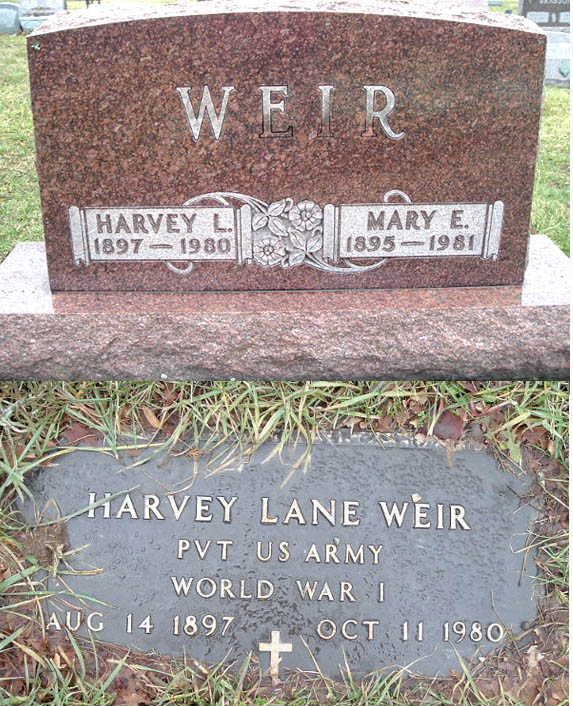 WEIR
HARVEY L.
1897 — 1980
MARY E.
1895 — 1981
HARVEY LANE WEIR
PVT US ARMY
WORLD WAR I
AUG 14 1897 OCT 11 1980